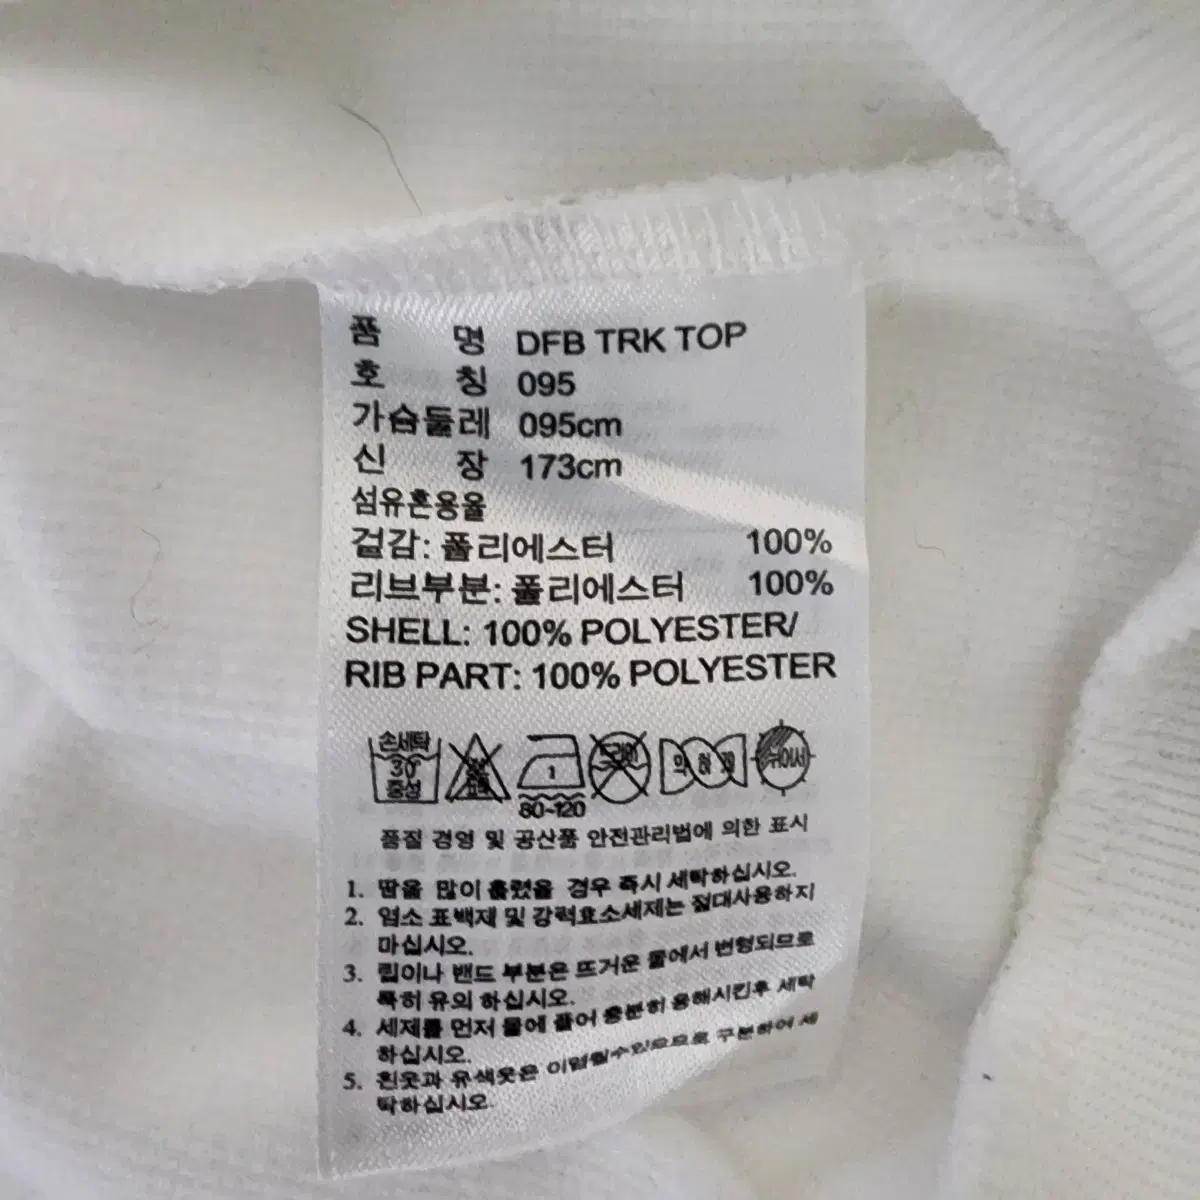 품 명 DFB TRK TOP
호 칭 095
가슴둘레 095cm
신 장 173cm
섬유혼용율
겉감: 폴리에스터 100%
리브부분: 폴리에스터 100%
SHELL: 100% POLYESTER/
RIB PART: 100% POLYESTER
손세탁
30°
중성
1
80~120
드라이
약하게
뉘어서
품질 경영 및 공산품 안전관리법에 의한 표시
1. 땀을 많이 흘렸을 경우 즉시 세탁하십시오.
2. 염소 표백제 및 강력효소세제는 절대사용하지
마십시오.
3. 립이나 밴드 부분은 뜨거운 물에서 변형되므로
특히 유의 하십시오.
4. 세제를 먼저 물에 풀어 충분히 용해시킨후 세탁
하십시오.
5. 흰옷과 유색옷은 이염될수있으므로 구분하여 세
탁하십시오.